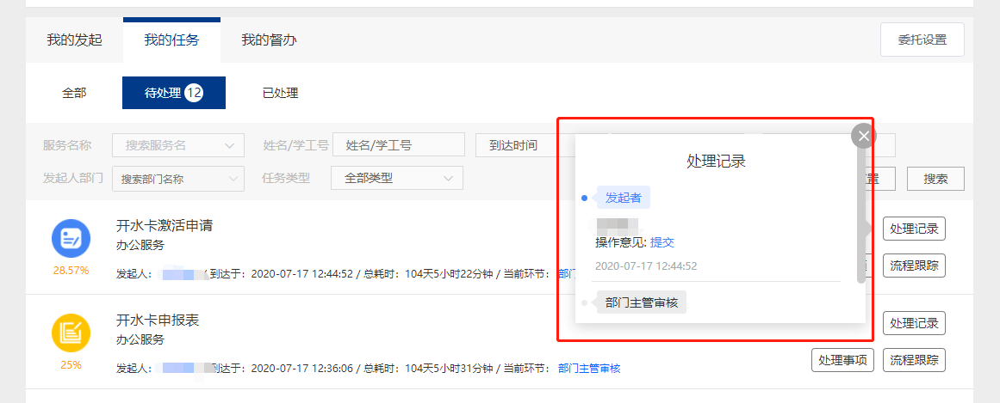 我的发起 我的任务 我的督办 委托设置
全部 待处理 12 已处理
服务名称 搜索服务名 姓名/学工号 姓名/学工号 到达时间
发起人部门 搜索部门名称 任务类型 全部类型 置 搜索
处理记录
发起者
操作意见: 提交
2020-07-17 12:44:52
部门主管审核
开水卡激活申请
办公服务
28.57%
发起人: / 到达于: 2020-07-17 12:44:52 / 总耗时: 104天5小时22分钟 / 当前环节: 部门
处理记录
流程跟踪
开水卡申报表
办公服务
25%
发起人: 到达于: 2020-07-17 12:36:06 / 总耗时: 104天5小时31分钟 / 当前环节: 部门主管审核
处理记录
处理事项 流程跟踪